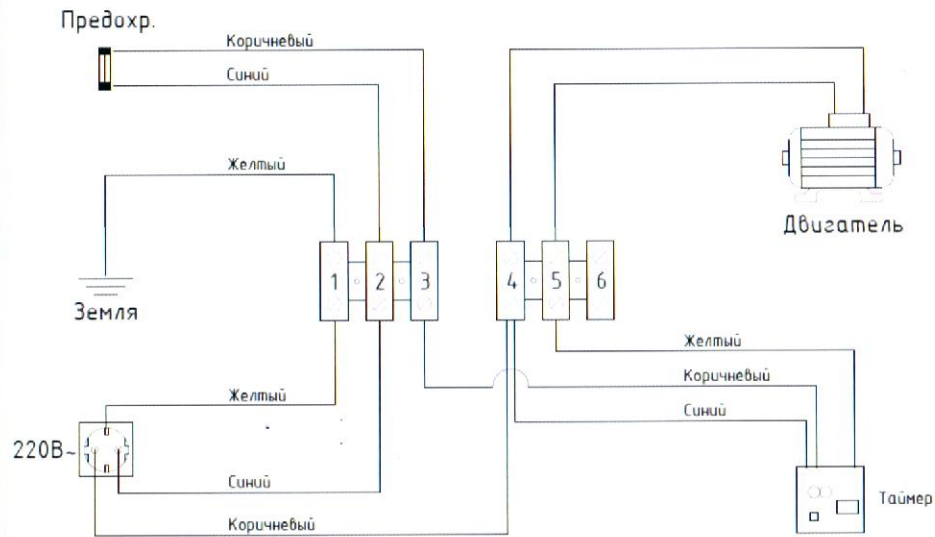 Предохр.
Коричневый
Синий
Желтый
Двигатель
1 2 3 4 5 6
Земля
Желтый
Коричневый
Желтый
Синий
220В~
Синий
Таймер
Коричневый